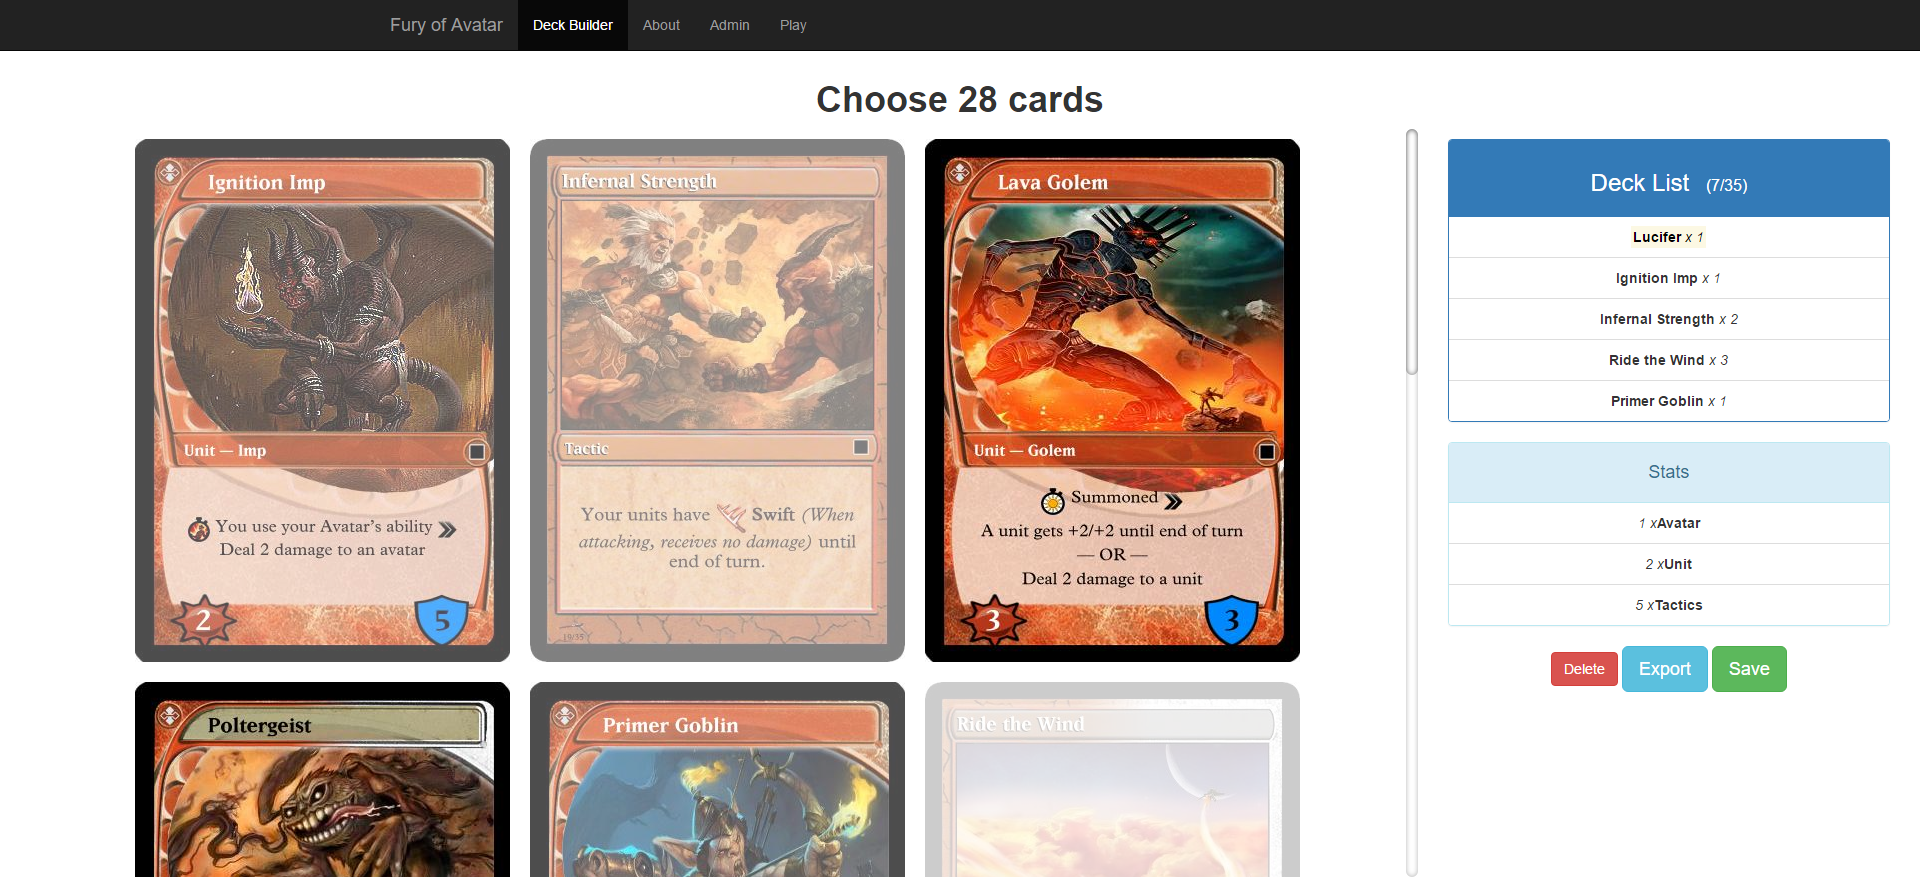 Fury of Avatar
Deck Builder
About
Admin
Play
Choose 28 cards
Ignition Imp
Unit — Imp
You use your Avatar's ability
Deal 2 damage to an avatar
2
5
Infernal Strength
Tactic
Your units have Swift (When
attacking, receives no damage) until
end of turn.
19/35
Lava Golem
Unit — Golem
Summoned
A unit gets +2/+2 until end of turn
— OR —
Deal 2 damage to a unit
3
3
Poltergeist
Primer Goblin
Ride the Wind
Deck List (7/35)
Lucifer x 1
Ignition Imp x 1
Infernal Strength x 2
Ride the Wind x 3
Primer Goblin x 1
Stats
1 xAvatar
2 xUnit
5 xTactics
Delete
Export
Save